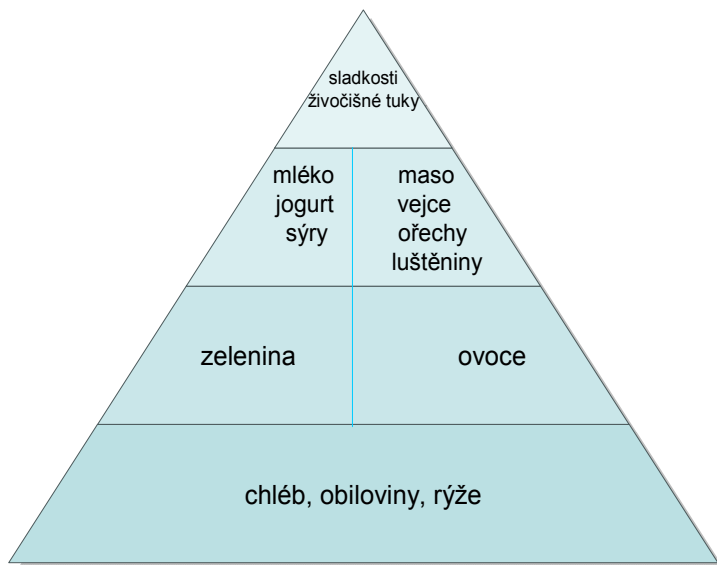 sladkosti
živočišné tuky
mléko
jogurt
sýry
maso
vejce
ořechy
luštěniny
zelenina
ovoce
chléb, obiloviny, rýže